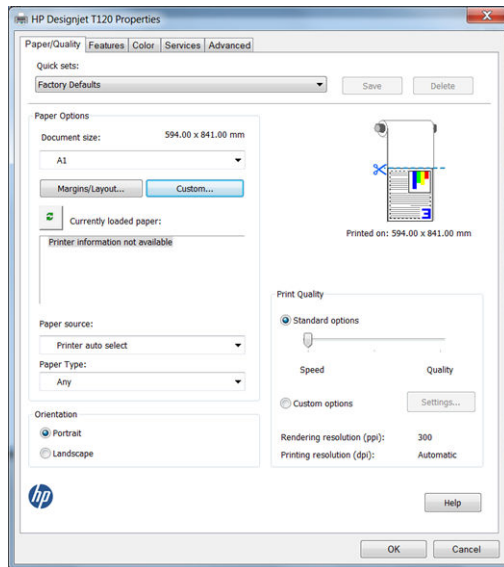 HP Designjet T120 Properties
Paper/Quality Features Color Services Advanced
Quick sets:
Factory Defaults
Save Delete
Paper Options
Document size: 594.00 x 841.00 mm
A1
Margins/Layout... Custom...
Currently loaded paper:
Printer information not available
Paper source:
Printer auto select
Paper Type:
Any
Orientation
Portrait
Landscape
3
Printed on: 594.00 x 841.00 mm
Print Quality
Standard options
Speed Quality
Custom options Settings...
Rendering resolution (ppi): 300
Printing resolution (dpi): Automatic
hp
Help
OK Cancel